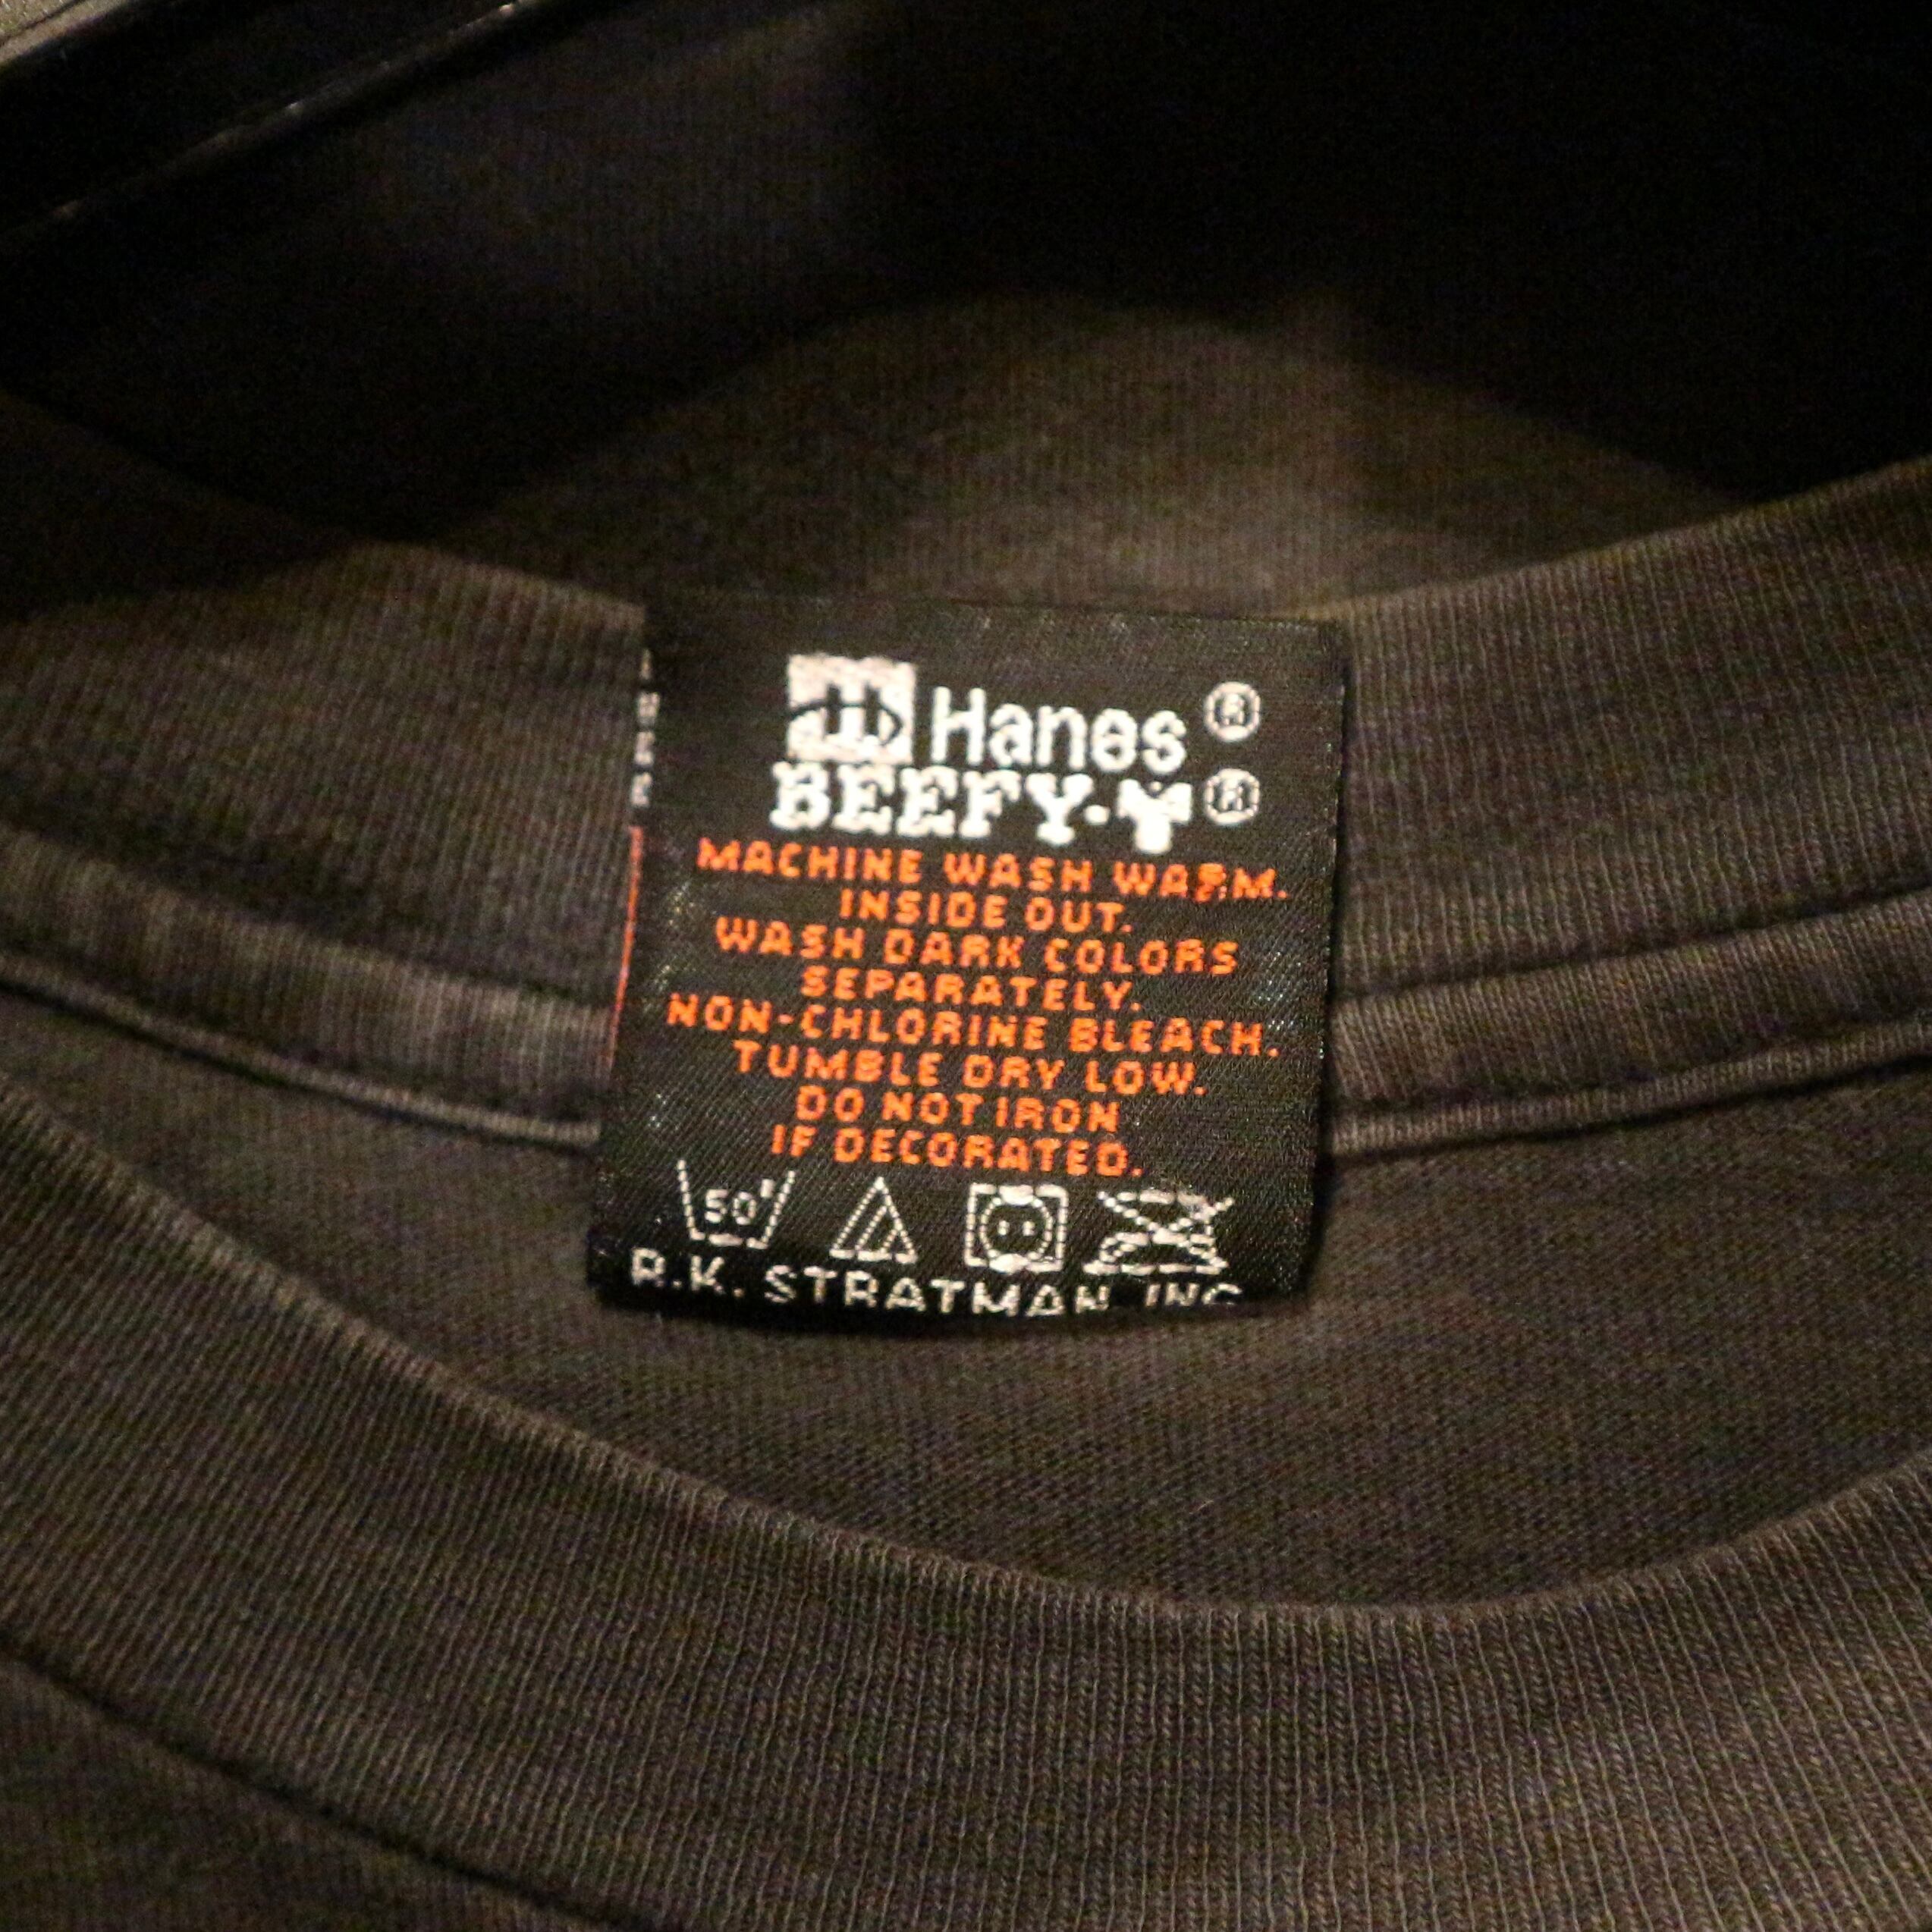 Hanes ®
BEEFY-T ®
MACHINE WASH WARM.
INSIDE OUT.
WASH DARK COLORS
SEPARATELY.
NON-CHLORINE BLEACH.
TUMBLE DRY LOW.
DO NOT IRON
IF DECORATED.
50°
R.K. STRATMAN, INC